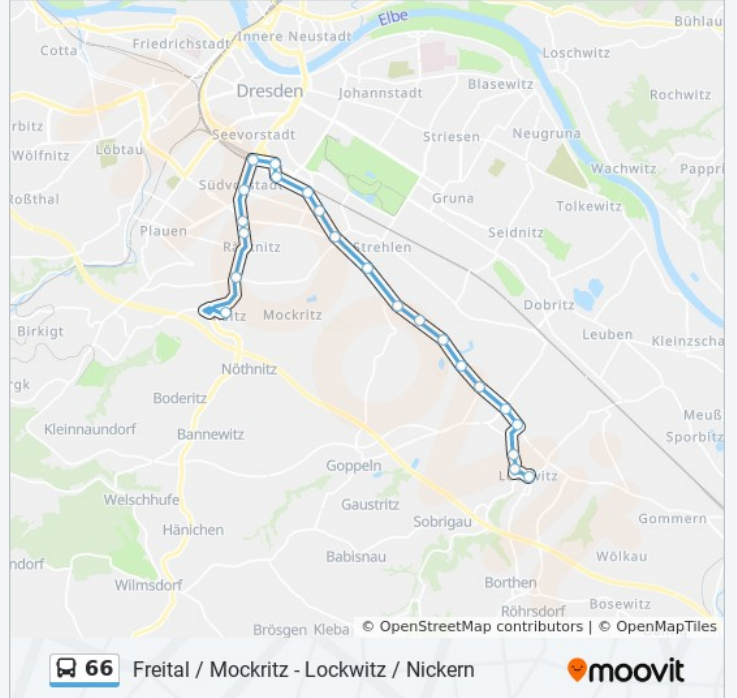 Bühlau
Elbe
Innere Neustadt
Friedrichstadt
Cotta
Loschwitz
Dresden
Johannstadt
Blasewitz
Rochwitz
rbitz
Seevorstadt
Striesen
Neugruna
Löbtau
Wölfnitz
Wachwitz
Pappri
Roßthal
Gruna
Tolkewitz
Plauen
Seidnitz
Strehlen
Dobritz
Mockritz
Birkigt
Leuben
Kleinzscha
Nöthnitz
rgk
Boderitz
Meuß
Kleinnaundorf
Bannewitz
Sporbitz
Goppeln
Welschhufe
Gaustritz
Sobrigau
Gommern
Hänichen
Babisnau
Wölkau
ndorf
Wilmsdorf
Borthen
Röhrsdorf
Bosewitz
Brösgen
Kleba
© OpenStreetMap contributors | © OpenMapTiles
66 Freital / Mockritz - Lockwitz / Nickern
moovit